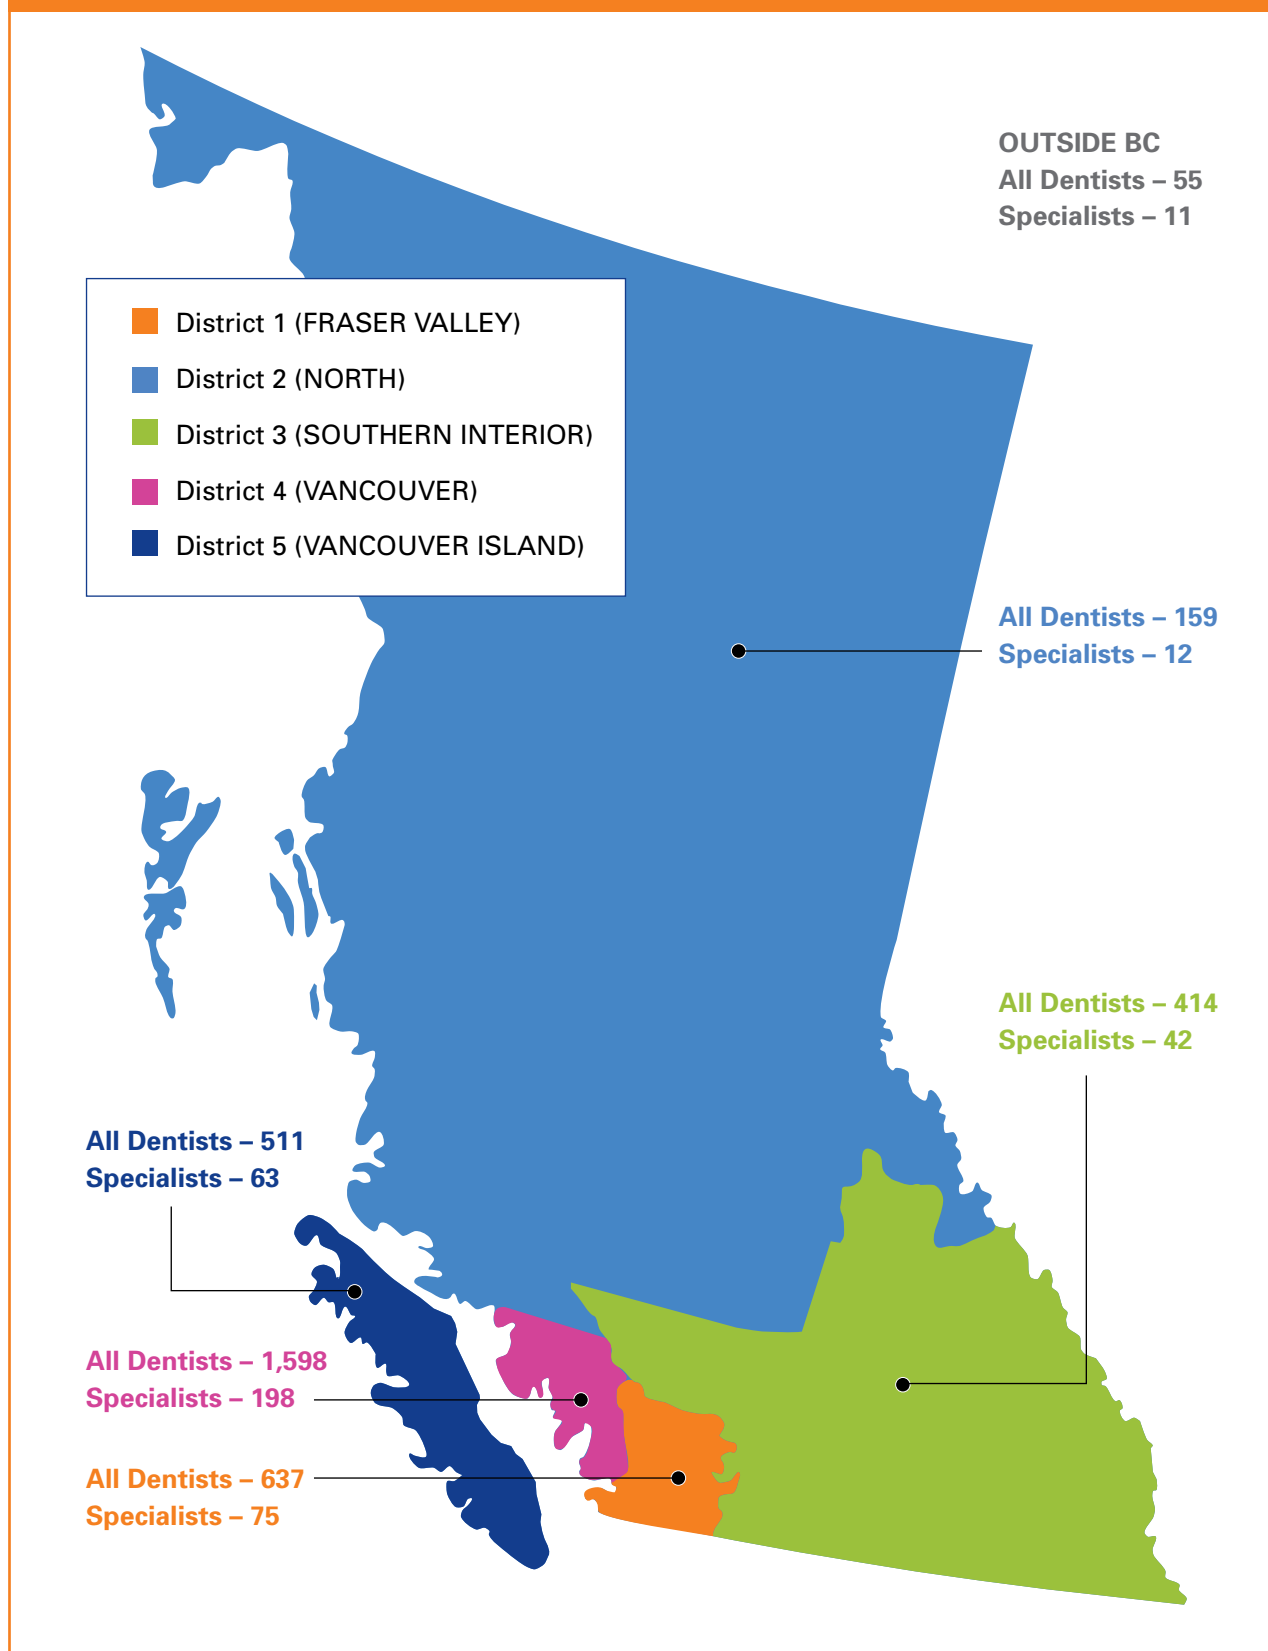 OUTSIDE BC
All Dentists – 55
Specialists – 11
District 1 (FRASER VALLEY)
District 2 (NORTH)
District 3 (SOUTHERN INTERIOR)
District 4 (VANCOUVER)
District 5 (VANCOUVER ISLAND)
All Dentists – 159
Specialists – 12
All Dentists – 414
Specialists – 42
All Dentists – 511
Specialists – 63
All Dentists – 1,598
Specialists – 198
All Dentists – 637
Specialists – 75